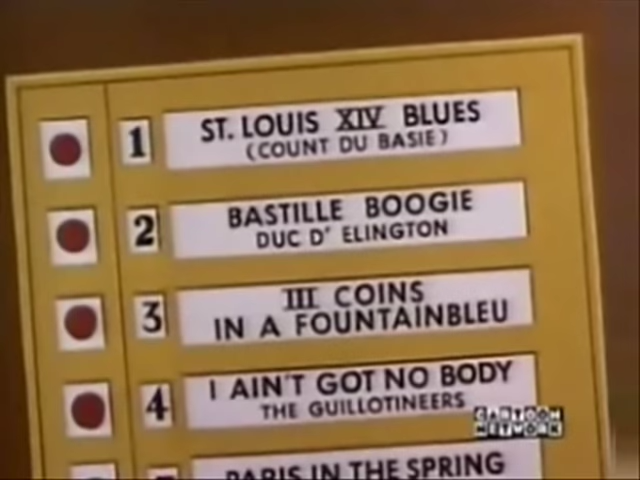 1 ST. LOUIS XIV BLUES
(COUNT DU BASIE)
2 BASTILLE BOOGIE
DUC D' ELINGTON
3 III COINS
IN A FOUNTAINBLEU
4 I AIN'T GOT NO BODY
THE GUILLOTINEERS
PARIS IN THE SPRING
CARTOON
NETWORK